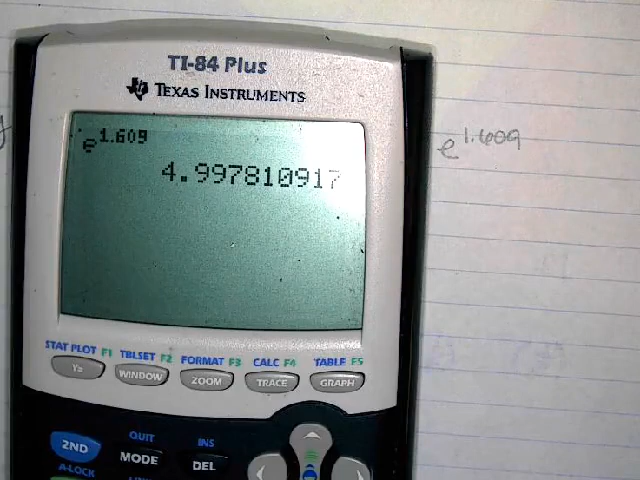 TI-84 Plus
TEXAS INSTRUMENTS
e^1.609
4.997810917
e^1.609
STAT PLOT F1 TBLSET F2 FORMAT F3 CALC F4 TABLE F5
Y= WINDOW ZOOM TRACE GRAPH
QUIT INS
2ND MODE DEL
A-LOCK